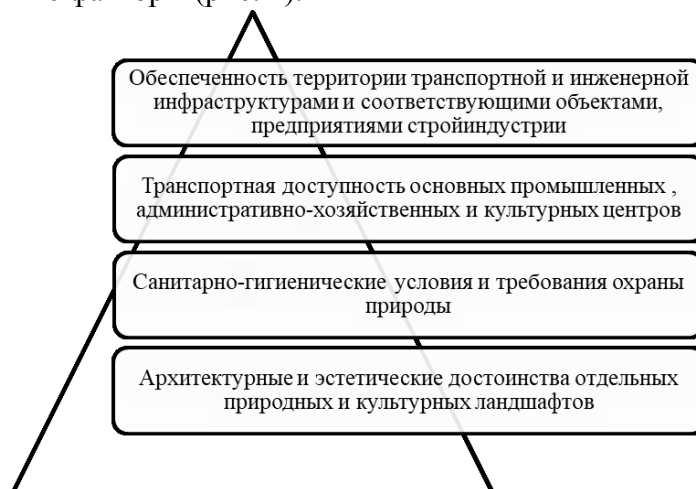 Обеспеченность территории транспортной и инженерной
инфраструктурами и соответствующими объектами,
предприятиями стройиндустрии
Транспортная доступность основных промышленных ,
административно-хозяйственных и культурных центров
Санитарно-гигиенические условия и требования охраны
природы
Архитектурные и эстетические достоинства отдельных
природных и культурных ландшафтов